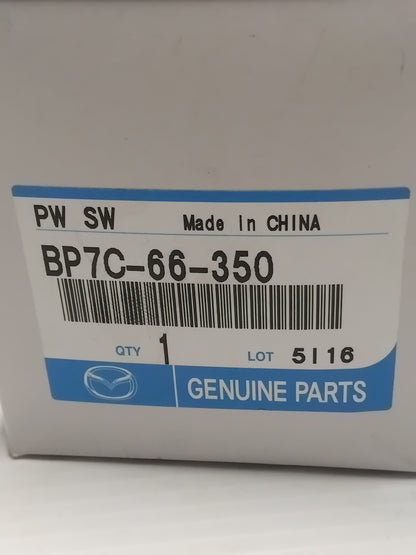 PW SW Made in CHINA
BP7C-66-350
QTY 1 LOT 5116
GENUINE PARTS